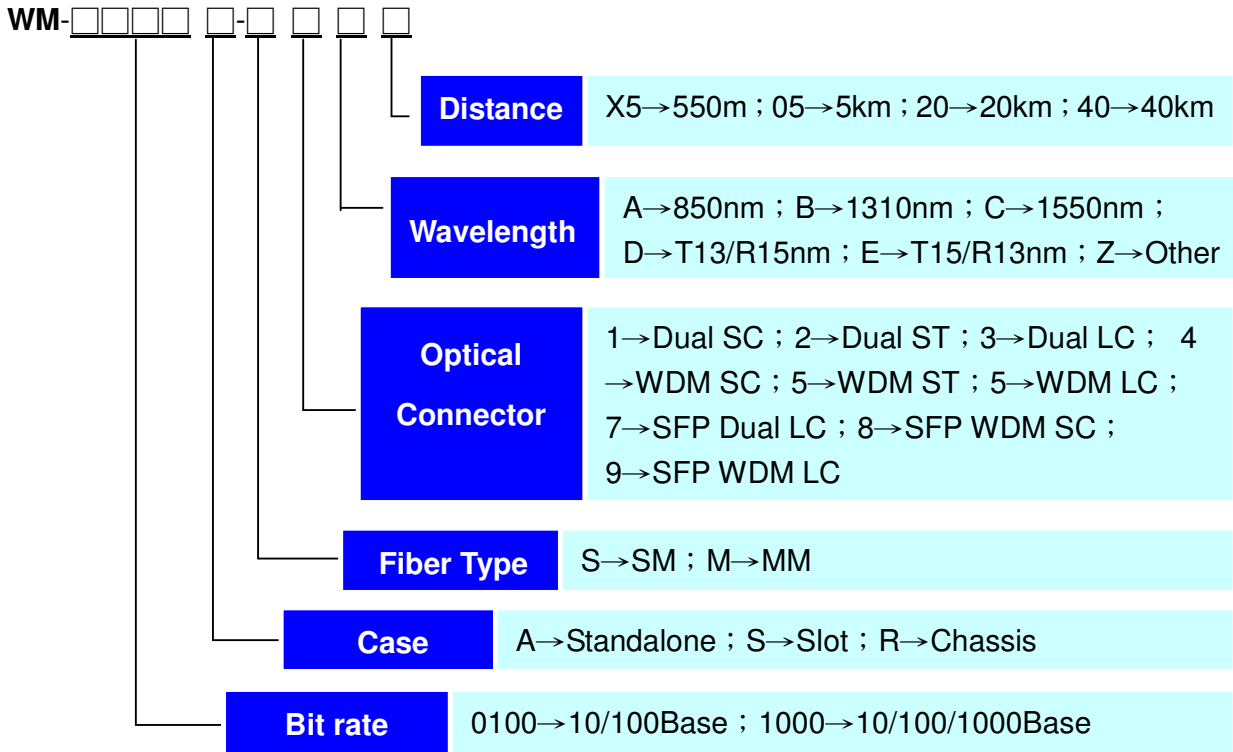 WM-□□□□ □-□ □ □ □
Distance
X5→550m；05→5km；20→20km；40→40km
Wavelength
A→850nm；B→1310nm；C→1550nm；
D→T13/R15nm；E→T15/R13nm；Z→Other
Optical
Connector
1→Dual SC；2→Dual ST；3→Dual LC； 4
→WDM SC；5→WDM ST；5→WDM LC；
7→SFP Dual LC；8→SFP WDM SC；
9→SFP WDM LC
Fiber Type
S→SM；M→MM
Case
A→Standalone；S→Slot；R→Chassis
Bit rate
0100→10/100Base；1000→10/100/1000Base